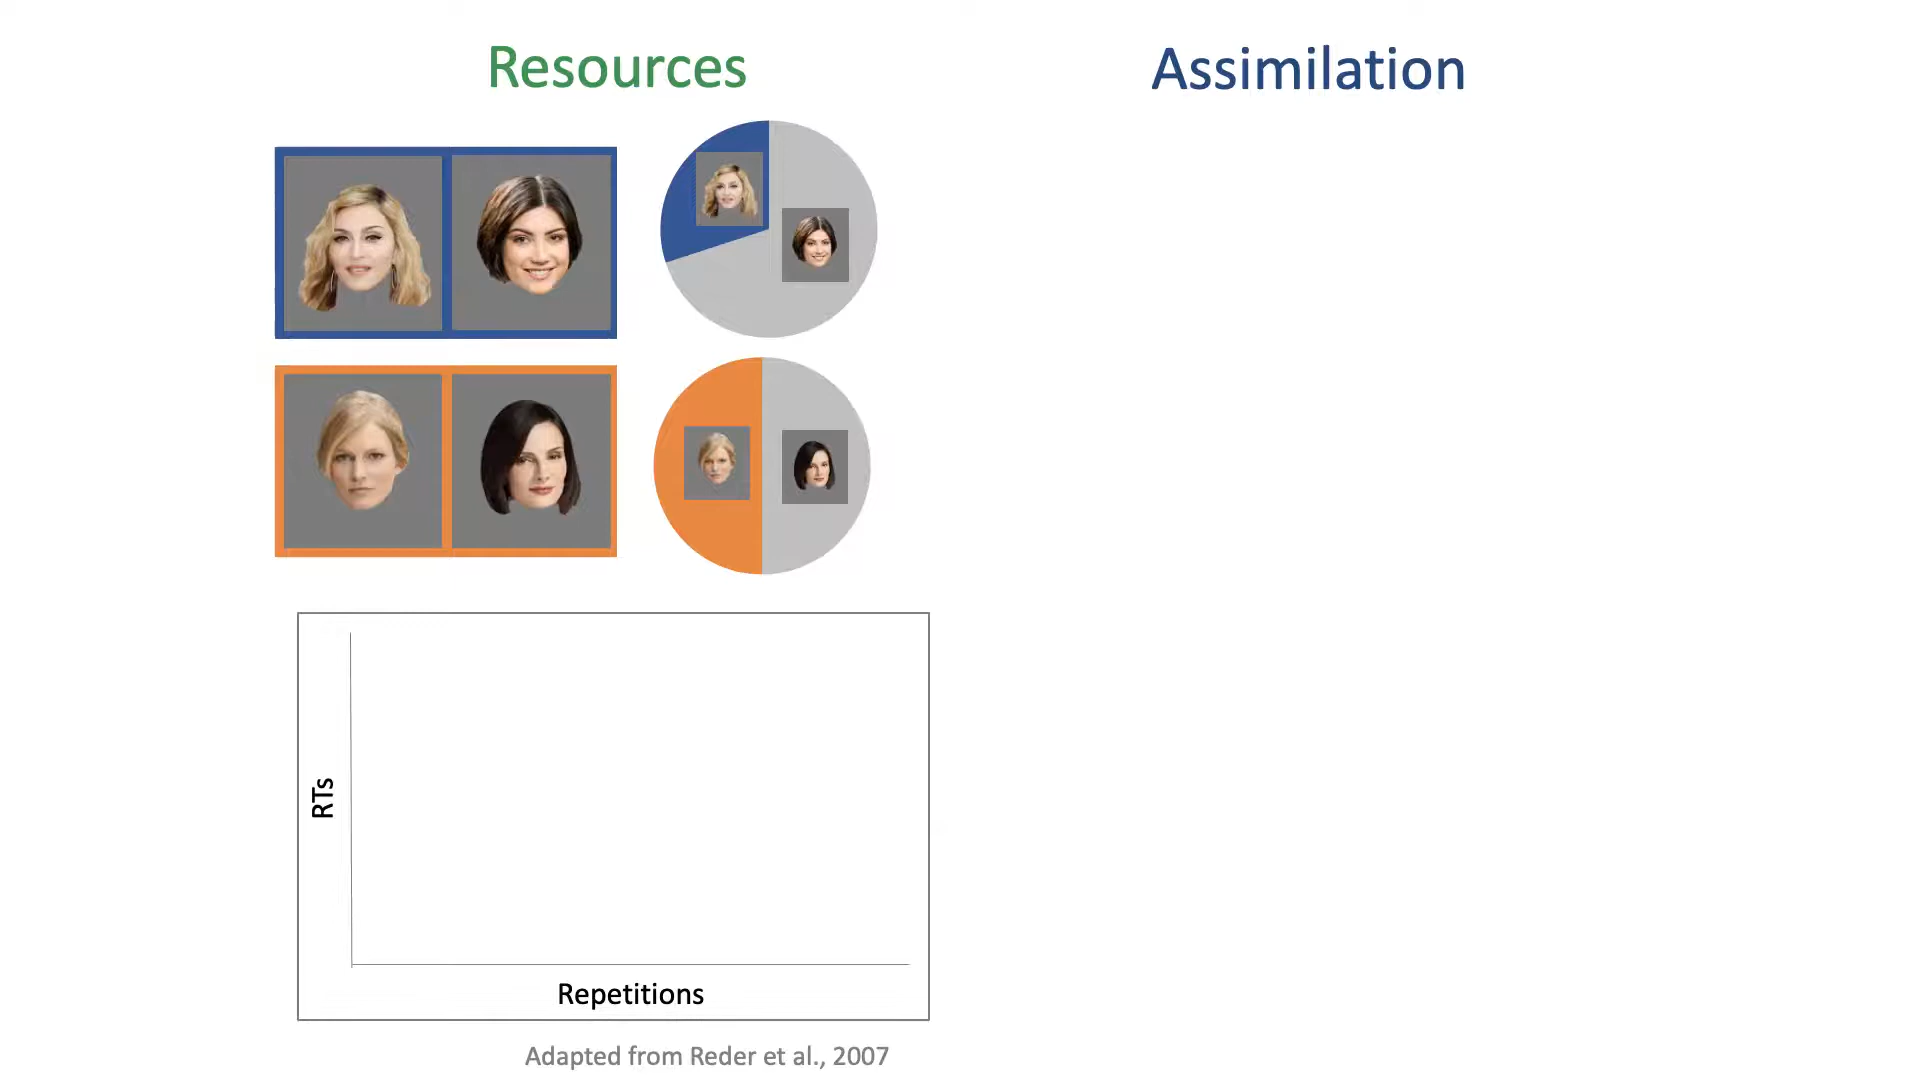 Resources
Assimilation
RTs
Repetitions
Adapted from Reder et al., 2007